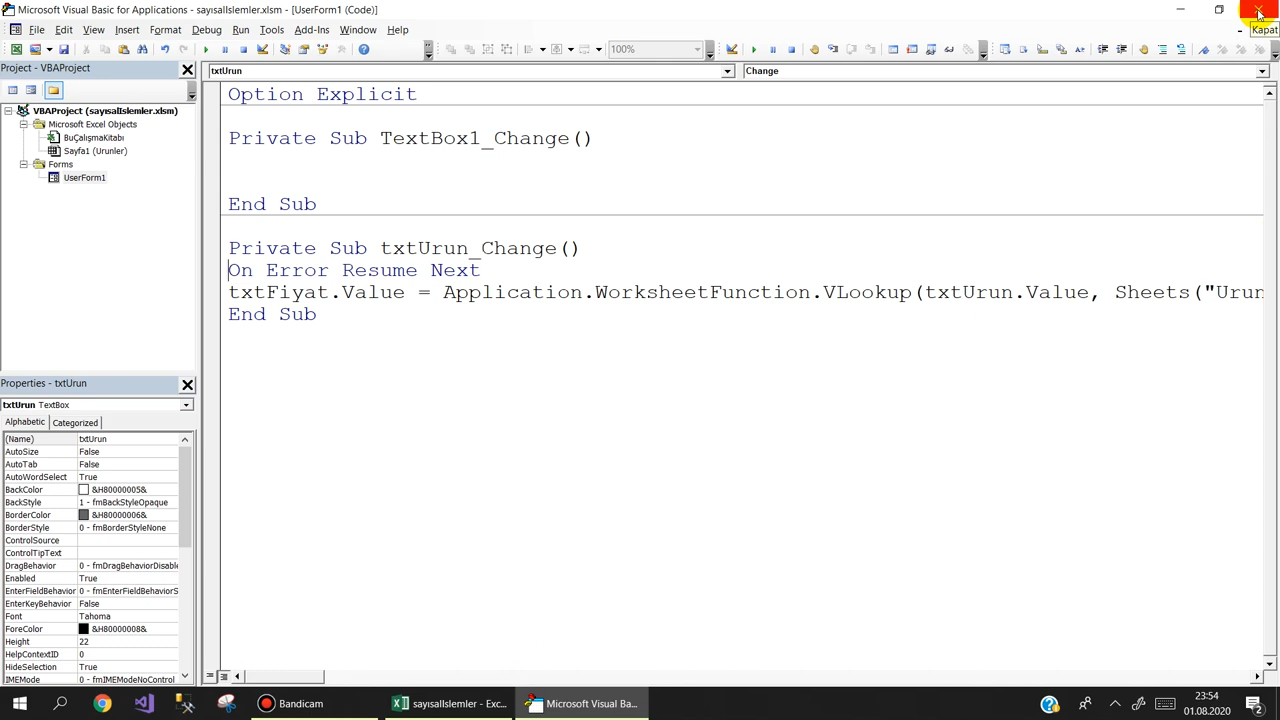 Microsoft Visual Basic for Applications - sayısalIslemler.xlsm - [UserForm1 (Code)]
Kapat
File Edit View Insert Format Debug Run Tools Add-Ins Window Help
100%
Project - VBAProject
txtUrun
Change
VBAProject (sayısalIslemler.xlsm)
Microsoft Excel Objects
BuÇalışmaKitabı
Sayfa1 (Urunler)
Forms
UserForm1
Option Explicit
Private Sub TextBox1_Change()
End Sub
Private Sub txtUrun_Change()
On Error Resume Next
txtFiyat.Value = Application.WorksheetFunction.VLookup(txtUrun.Value, Sheets("Urun
End Sub
Properties - txtUrun
txtUrun TextBox
Alphabetic Categorized
(Name) txtUrun
AutoSize False
AutoTab False
AutoWordSelect True
BackColor &H80000005&
BackStyle 1 - fmBackStyleOpaque
BorderColor &H80000006&
BorderStyle 0 - fmBorderStyleNone
ControlSource
ControlTipText
DragBehavior 0 - fmDragBehaviorDisable
Enabled True
EnterFieldBehavior 0 - fmEnterFieldBehaviorS
EnterKeyBehavior False
Font Tahoma
ForeColor &H80000008&
Height 22
HelpContextID 0
HideSelection True
IMEMode 0 - fmIMEModeNoControl
Bandicam
sayısalIslemler - Exc...
Microsoft Visual Ba...
23:54
01.08.2020
2